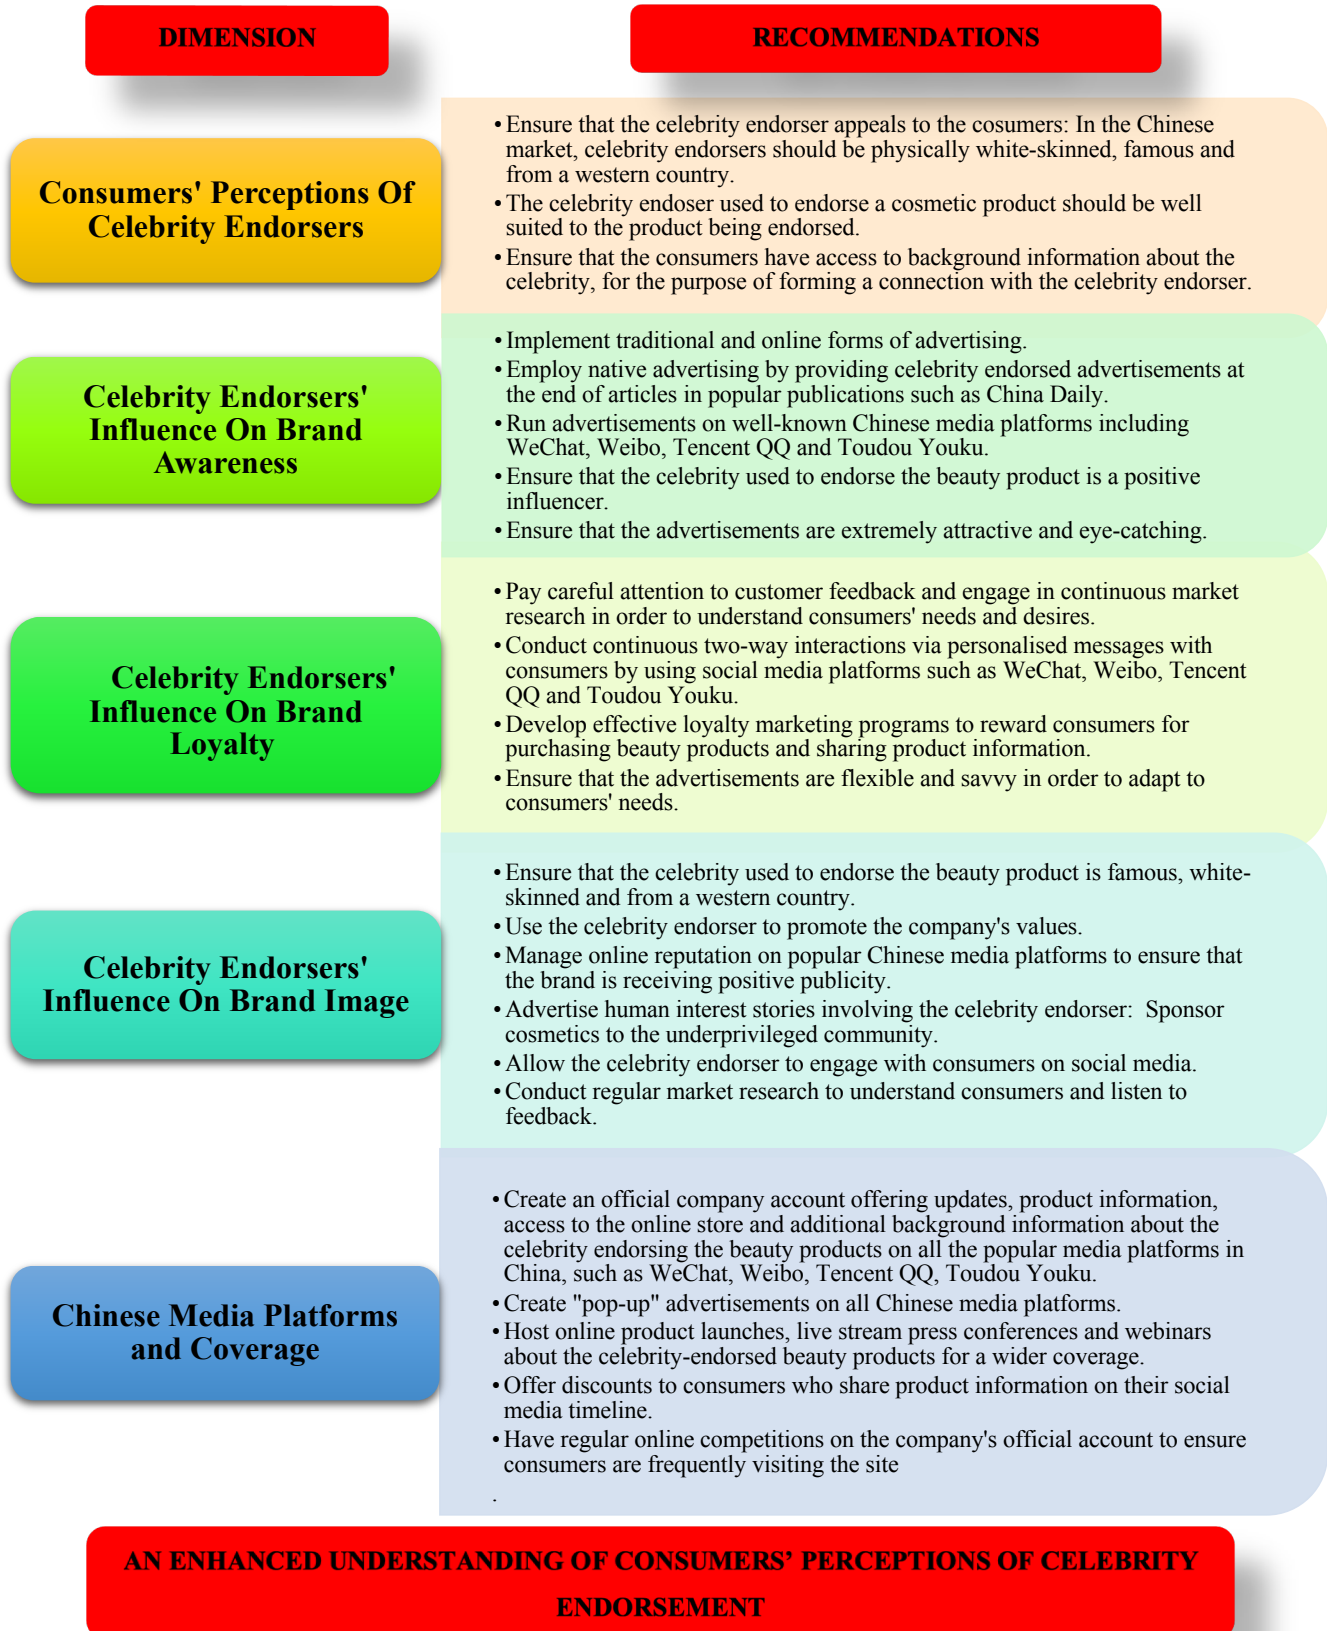 DIMENSION
RECOMMENDATIONS
Consumers' Perceptions Of
Celebrity Endorsers
• Ensure that the celebrity endorser appeals to the cosumers: In the Chinese
market, celebrity endorsers should be physically white-skinned, famous and
from a western country.
• The celebrity endoser used to endorse a cosmetic product should be well
suited to the product being endorsed.
• Ensure that the consumers have access to background information about the
celebrity, for the purpose of forming a connection with the celebrity endorser.
Celebrity Endorsers'
Influence On Brand
Awareness
• Implement traditional and online forms of advertising.
• Employ native advertising by providing celebrity endorsed advertisements at
the end of articles in popular publications such as China Daily.
• Run advertisements on well-known Chinese media platforms including
WeChat, Weibo, Tencent QQ and Toudou Youku.
• Ensure that the celebrity used to endorse the beauty product is a positive
influencer.
• Ensure that the advertisements are extremely attractive and eye-catching.
Celebrity Endorsers'
Influence On Brand
Loyalty
• Pay careful attention to customer feedback and engage in continuous market
research in order to understand consumers' needs and desires.
• Conduct continuous two-way interactions via personalised messages with
consumers by using social media platforms such as WeChat, Weibo, Tencent
QQ and Toudou Youku.
• Develop effective loyalty marketing programs to reward consumers for
purchasing beauty products and sharing product information.
• Ensure that the advertisements are flexible and savvy in order to adapt to
consumers' needs.
Celebrity Endorsers'
Influence On Brand Image
• Ensure that the celebrity used to endorse the beauty product is famous, white-
skinned and from a western country.
• Use the celebrity endorser to promote the company's values.
• Manage online reputation on popular Chinese media platforms to ensure that
the brand is receiving positive publicity.
• Advertise human interest stories involving the celebrity endorser:  Sponsor
cosmetics to the underprivileged community.
• Allow the celebrity endorser to engage with consumers on social media.
• Conduct regular market research to understand consumers and listen to
feedback.
Chinese Media Platforms
and Coverage
• Create an official company account offering updates, product information,
access to the online store and additional background information about the
celebrity endorsing the beauty products on all the popular media platforms in
China, such as WeChat, Weibo, Tencent QQ, Toudou Youku.
• Create "pop-up" advertisements on all Chinese media platforms.
• Host online product launches, live stream press conferences and webinars
about the celebrity-endorsed beauty products for a wider coverage.
• Offer discounts to consumers who share product information on their social
media timeline.
• Have regular online competitions on the company's official account to ensure
consumers are frequently visiting the site
.
AN ENHANCED UNDERSTANDING OF CONSUMERS' PERCEPTIONS OF CELEBRITY
ENDORSEMENT